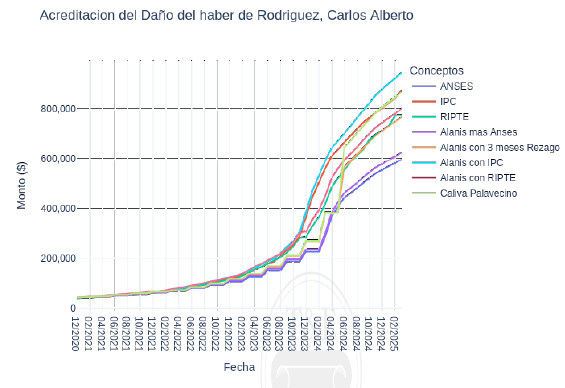 Acreditacion del Daño del haber de Rodriguez, Carlos Alberto
Conceptos
ANSES
IPC
RIPTE
Alanis mas Anses
Alanis con 3 meses Rezago
Alanis con IPC
Alanis con RIPTE
Caliva Palavecino
Monto ($)
800,000
600,000
400,000
200,000
0
12/2020
02/2021
04/2021
06/2021
08/2021
10/2021
12/2021
02/2022
04/2022
06/2022
08/2022
10/2022
12/2022
02/2023
04/2023
06/2023
08/2023
10/2023
12/2023
02/2024
04/2024
06/2024
08/2024
10/2024
12/2024
02/2025
Fecha